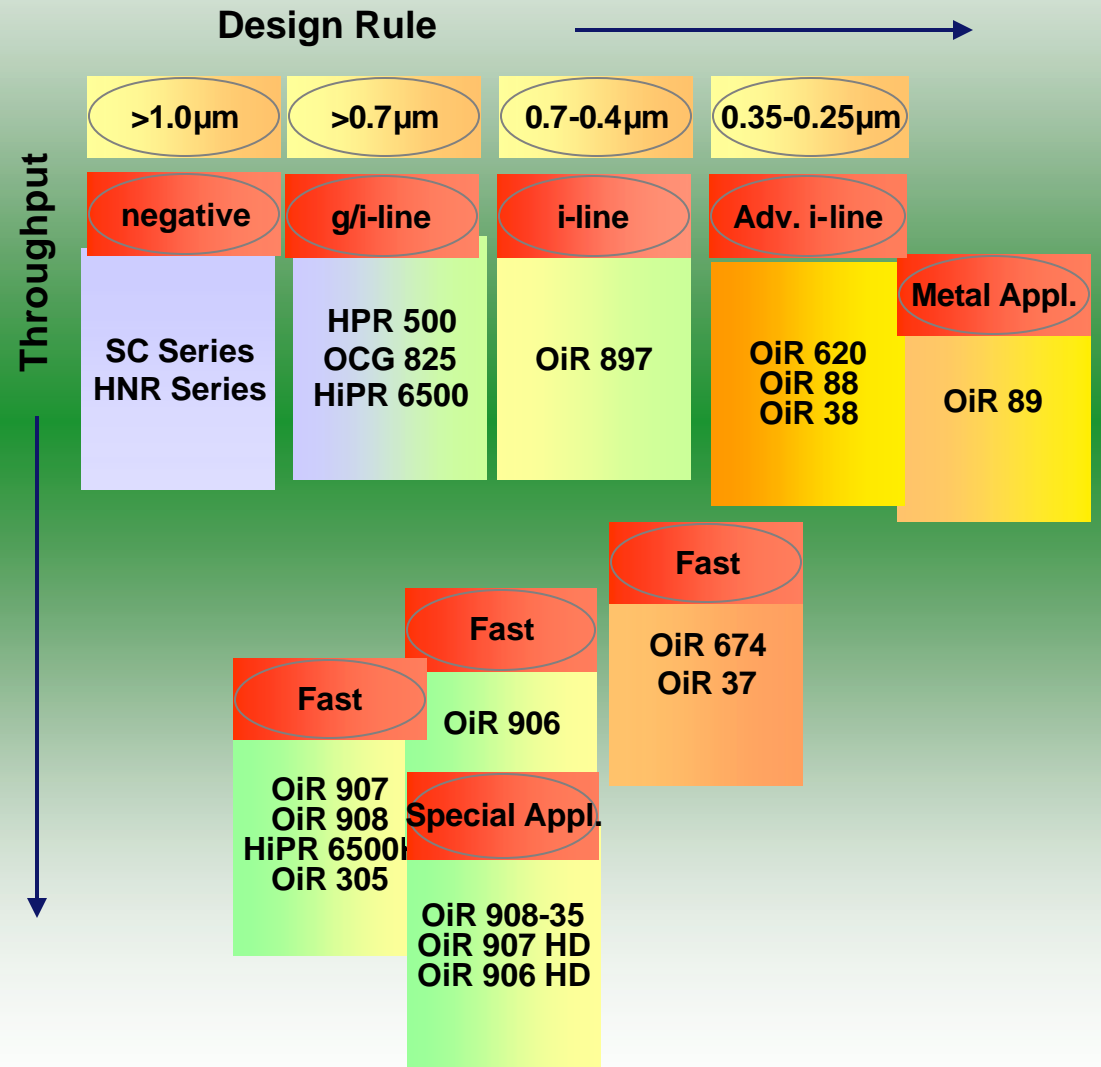 Design Rule
Throughput
>1.0µm
>0.7µm
0.7-0.4µm
0.35-0.25µm
negative
g/i-line
i-line
Adv. i-line
Metal Appl.
SC Series
HNR Series
HPR 500
OCG 825
HiPR 6500
OiR 897
OiR 620
OiR 88
OiR 38
OiR 89
Fast
OiR 674
OiR 37
Fast
OiR 906
Fast
OiR 907
OiR 908
HiPR 6500
OiR 305
Special Appl.
OiR 908-35
OiR 907 HD
OiR 906 HD